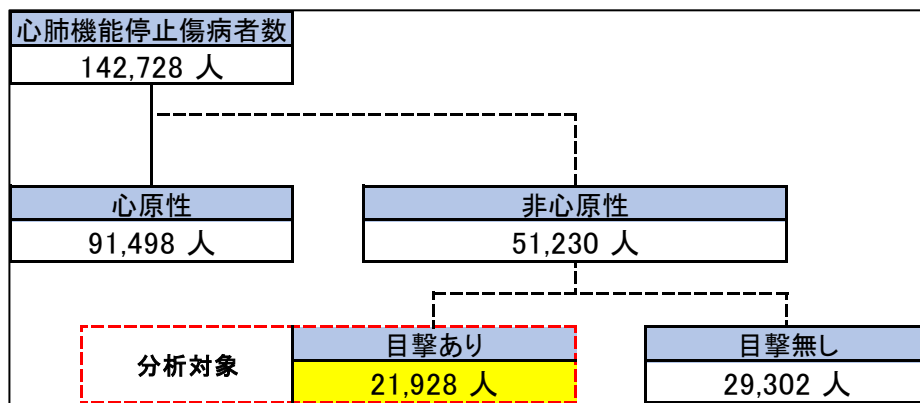 心肺機能停止傷病者数
142,728 人
心原性
91,498 人
非心原性
51,230 人
分析対象
目撃あり
21,928 人
目撃無し
29,302 人